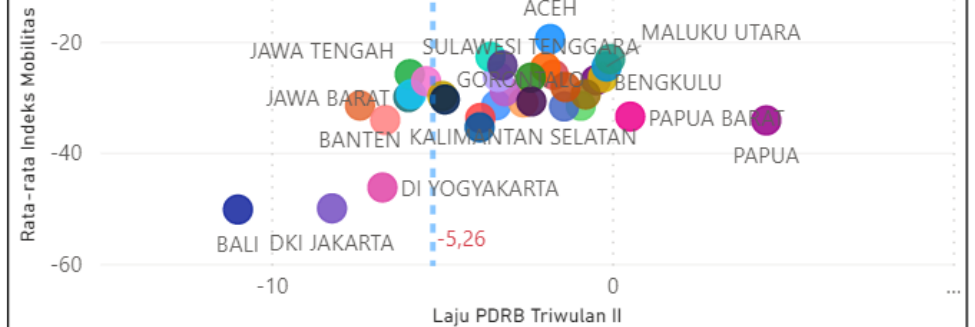 ACEH
MALUKU UTARA
-20
JAWA TENGAH
SULAWESI TENGGARA
GORONTALO
BENGKULU
JAWA BARAT
PAPUA BARAT
BANTEN
KALIMANTAN SELATAN
-40
PAPUA
DI YOGYAKARTA
BALI
DKI JAKARTA
-5,26
-60
-10
0
...
Laju PDRB Triwulan II
Rata-rata Indeks Mobilitas